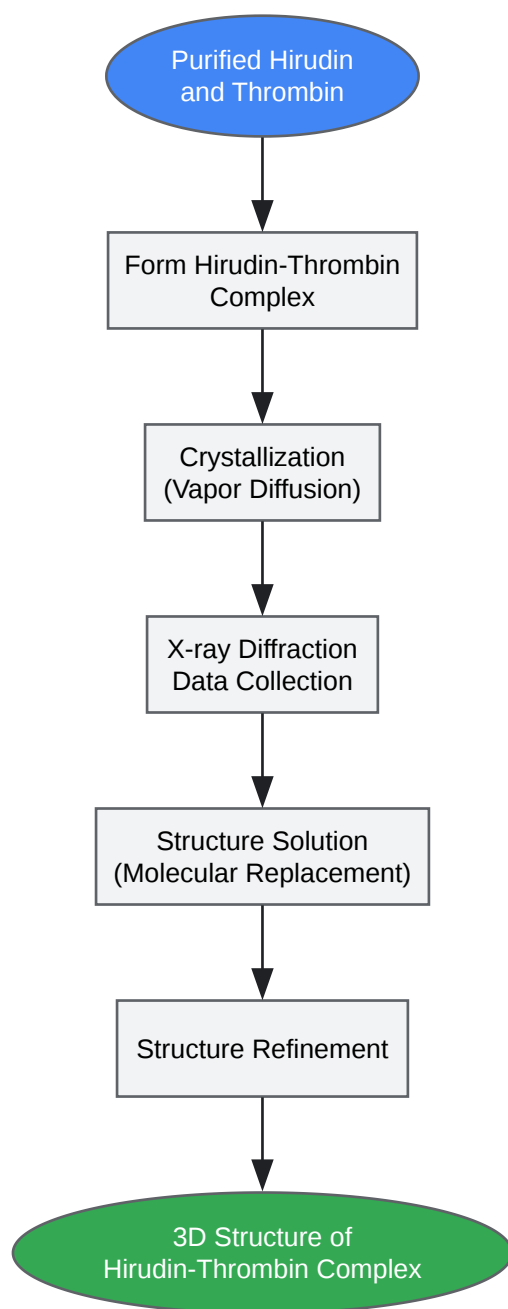 Purified Hirudin
and Thrombin
Form Hirudin-Thrombin
Complex
Crystallization
(Vapor Diffusion)
X-ray Diffraction
Data Collection
Structure Solution
(Molecular Replacement)
Structure Refinement
3D Structure of
Hirudin-Thrombin Complex